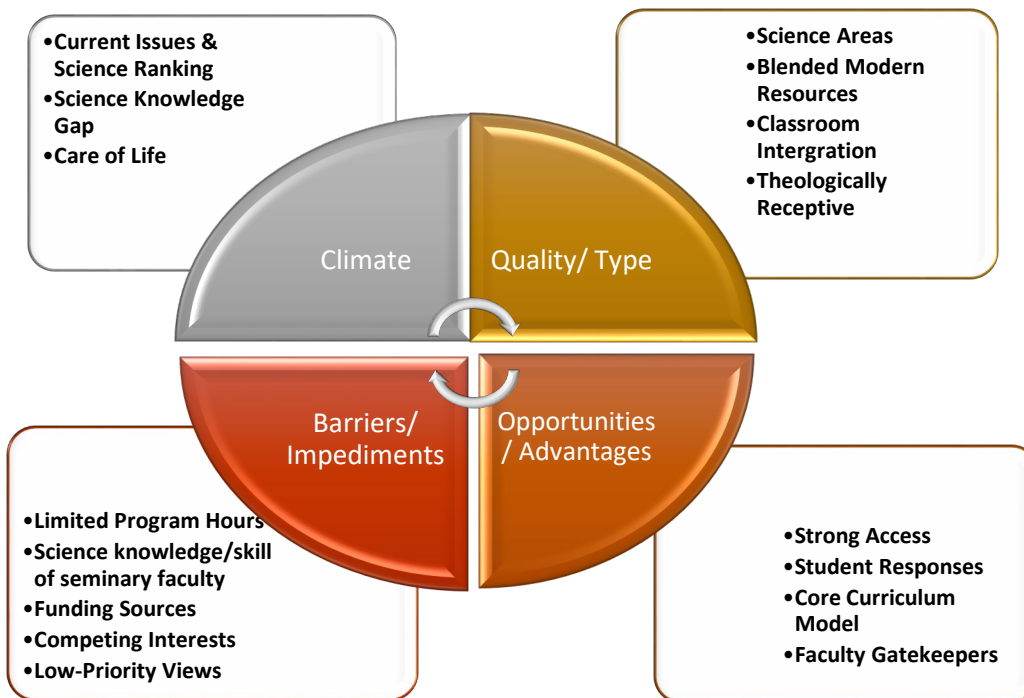 •Current Issues &
Science Ranking
•Science Knowledge
Gap
•Care of Life
•Science Areas
•Blended Modern
Resources
•Classroom
Intergration
•Theologically
Receptive
Climate
Quality/ Type
Barriers/
Impediments
Opportunities
/ Advantages
•Limited Program Hours
•Science knowledge/skill
of seminary faculty
•Funding Sources
•Competing Interests
•Low-Priority Views
•Strong Access
•Student Responses
•Core Curriculum
Model
•Faculty Gatekeepers